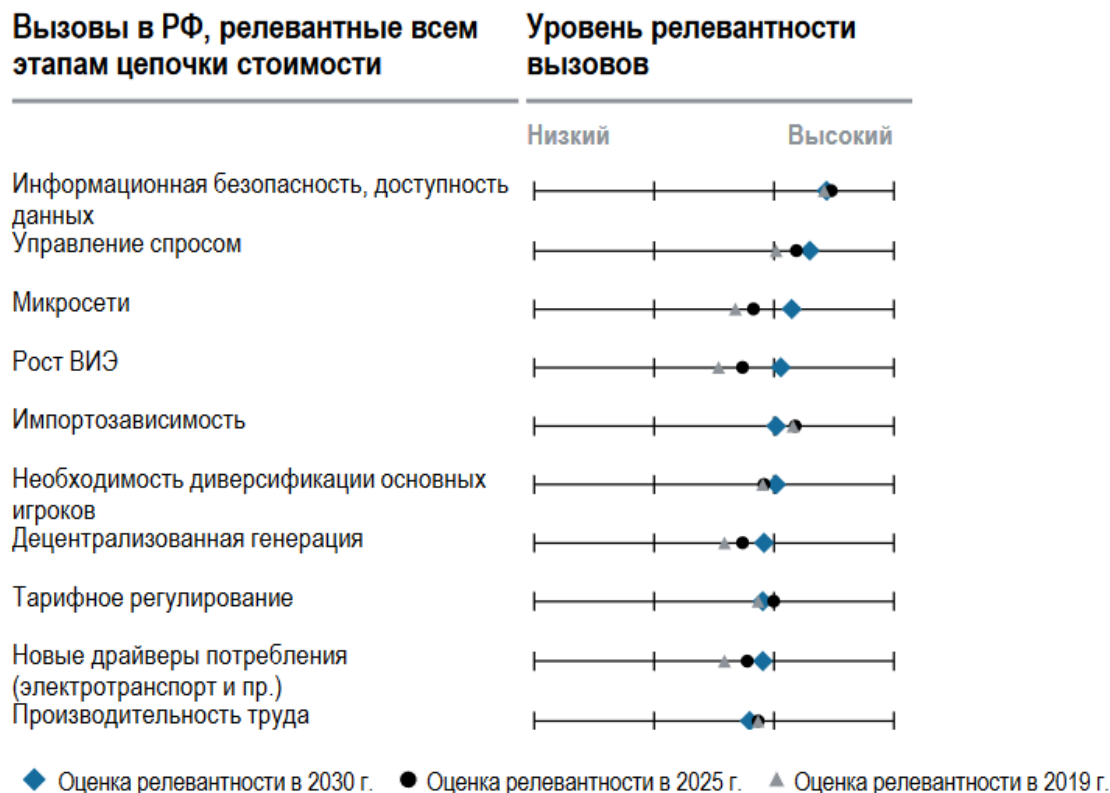 Вызовы в РФ, релевантные всем
этапам цепочки стоимости
Уровень релевантности
вызовов
Низкий
Высокий
Информационная безопасность, доступность
данных
Управление спросом
Микросети
Рост ВИЭ
Импортозависимость
Необходимость диверсификации основных
игроков
Децентрализованная генерация
Тарифное регулирование
Новые драйверы потребления
(электротранспорт и пр.)
Производительность труда
Оценка релевантности в 2030 г.
Оценка релевантности в 2025 г.
Оценка релевантности в 2019 г.